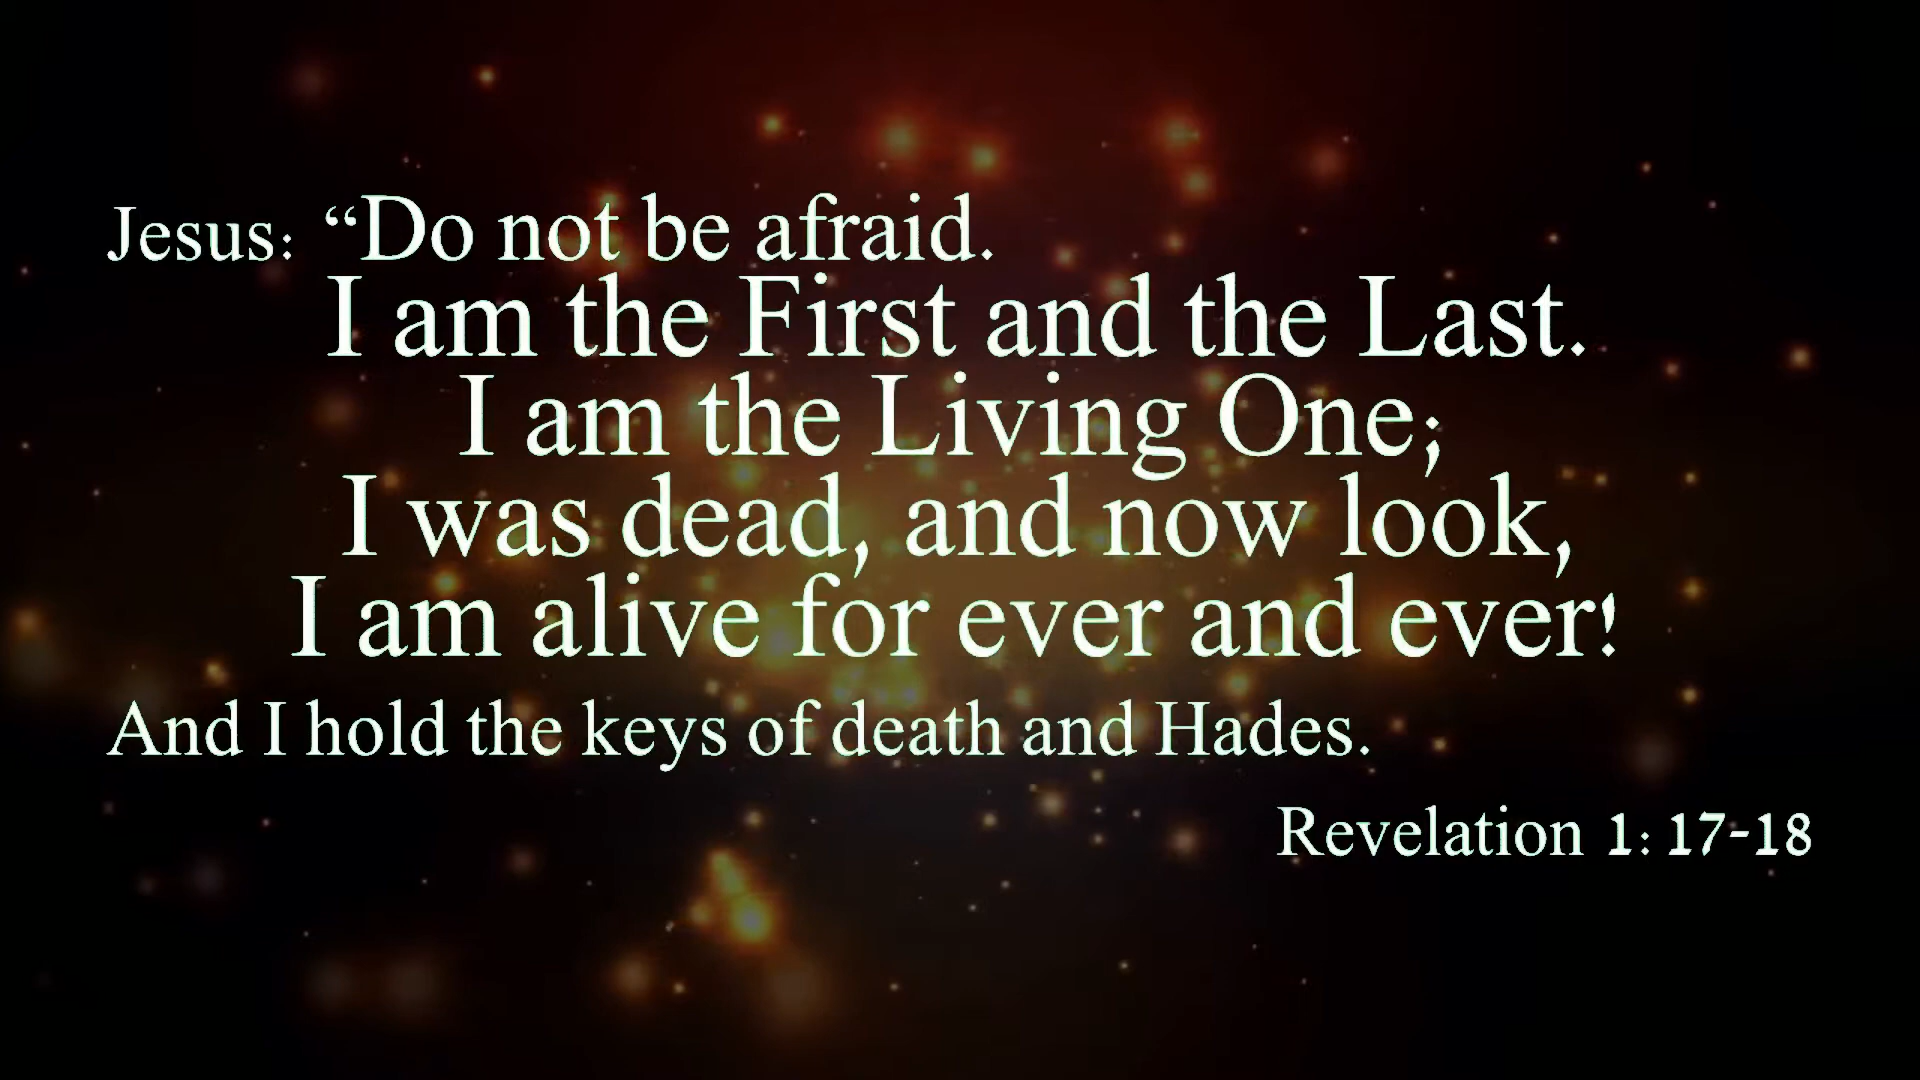 Jesus: “Do not be afraid.
I am the First and the Last.
I am the Living One;
I was dead, and now look,
I am alive for ever and ever!
And I hold the keys of death and Hades.
Revelation 1:17-18